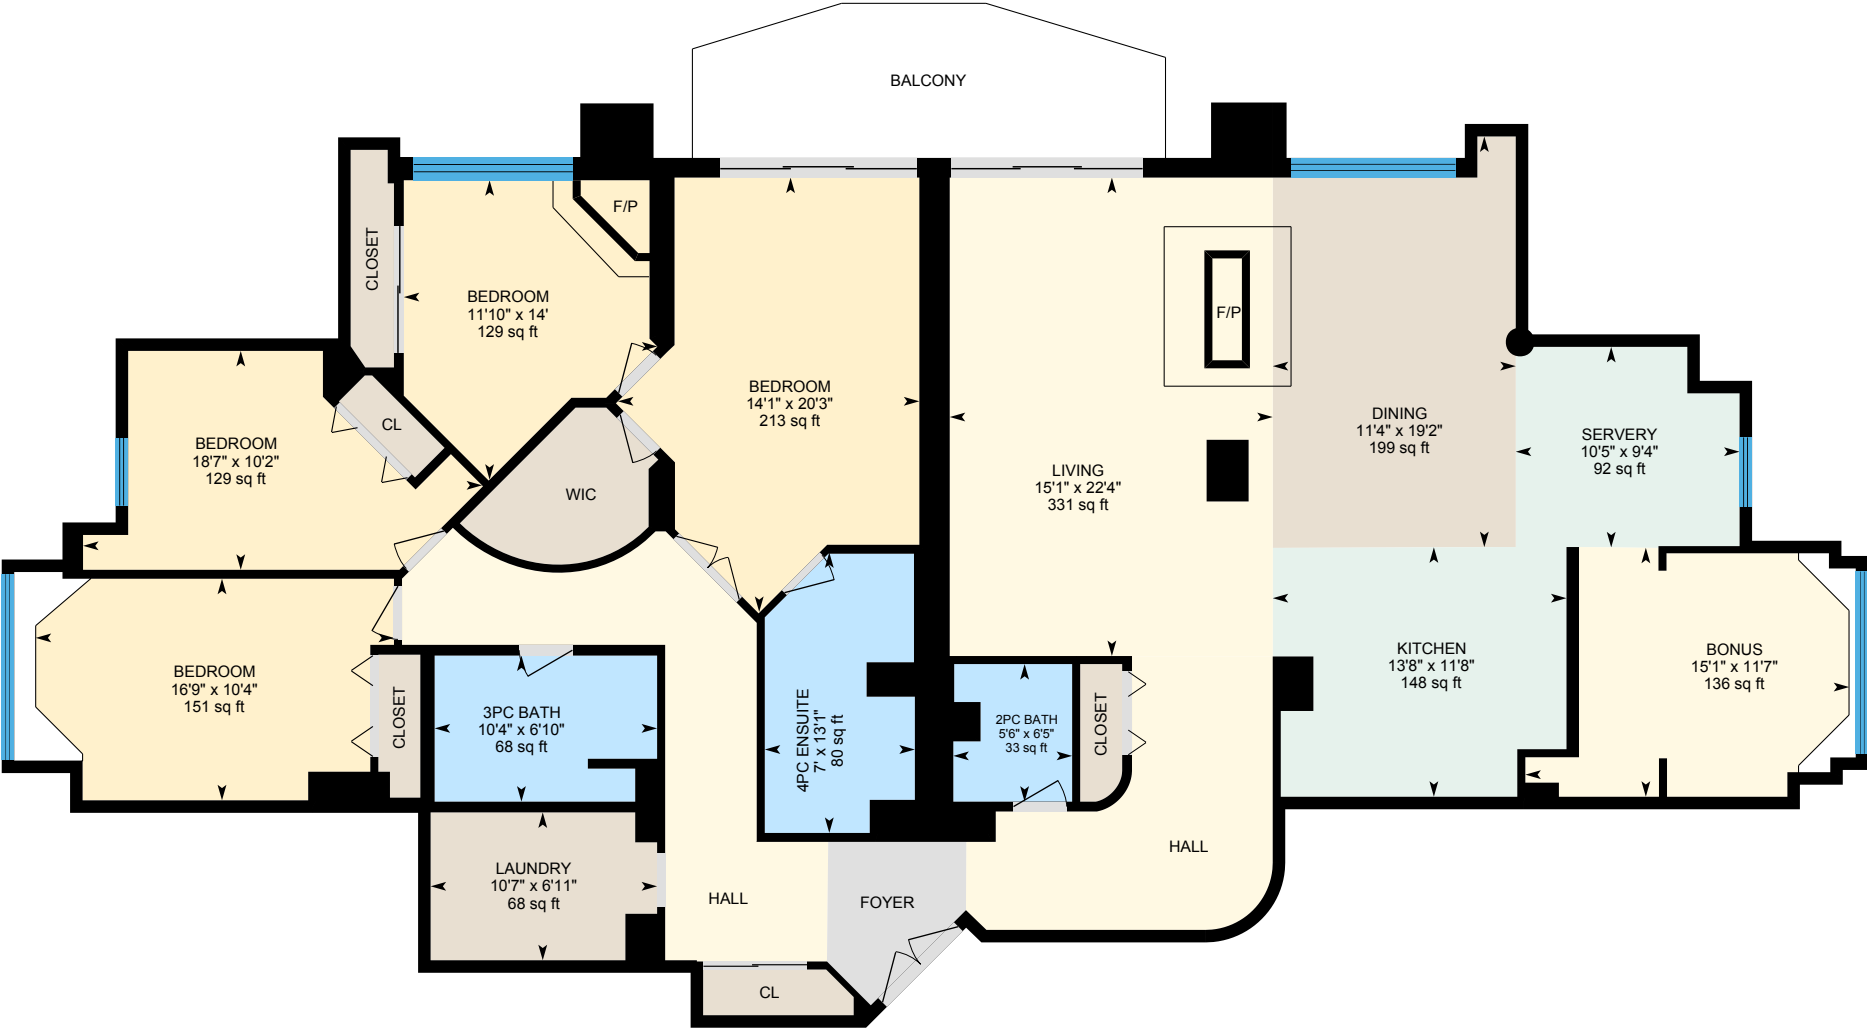 BALCONY
F/P
CLOSET
BEDROOM
11'10" x 14'
129 sq ft
F/P
BEDROOM
14'1" x 20'3"
213 sq ft
DINING
11'4" x 19'2"
199 sq ft
CL
BEDROOM
18'7" x 10'2"
129 sq ft
SERVERY
10'5" x 9'4"
92 sq ft
LIVING
15'1" x 22'4"
331 sq ft
WIC
BEDROOM
16'9" x 10'4"
151 sq ft
KITCHEN
13'8" x 11'8"
148 sq ft
BONUS
15'1" x 11'7"
136 sq ft
CLOSET
3PC BATH
10'4" x 6'10"
68 sq ft
4PC ENSUITE
7' x 13'1"
80 sq ft
2PC BATH
5'6" x 6'5"
33 sq ft
CLOSET
HALL
LAUNDRY
10'7" x 6'11"
68 sq ft
HALL
FOYER
CL